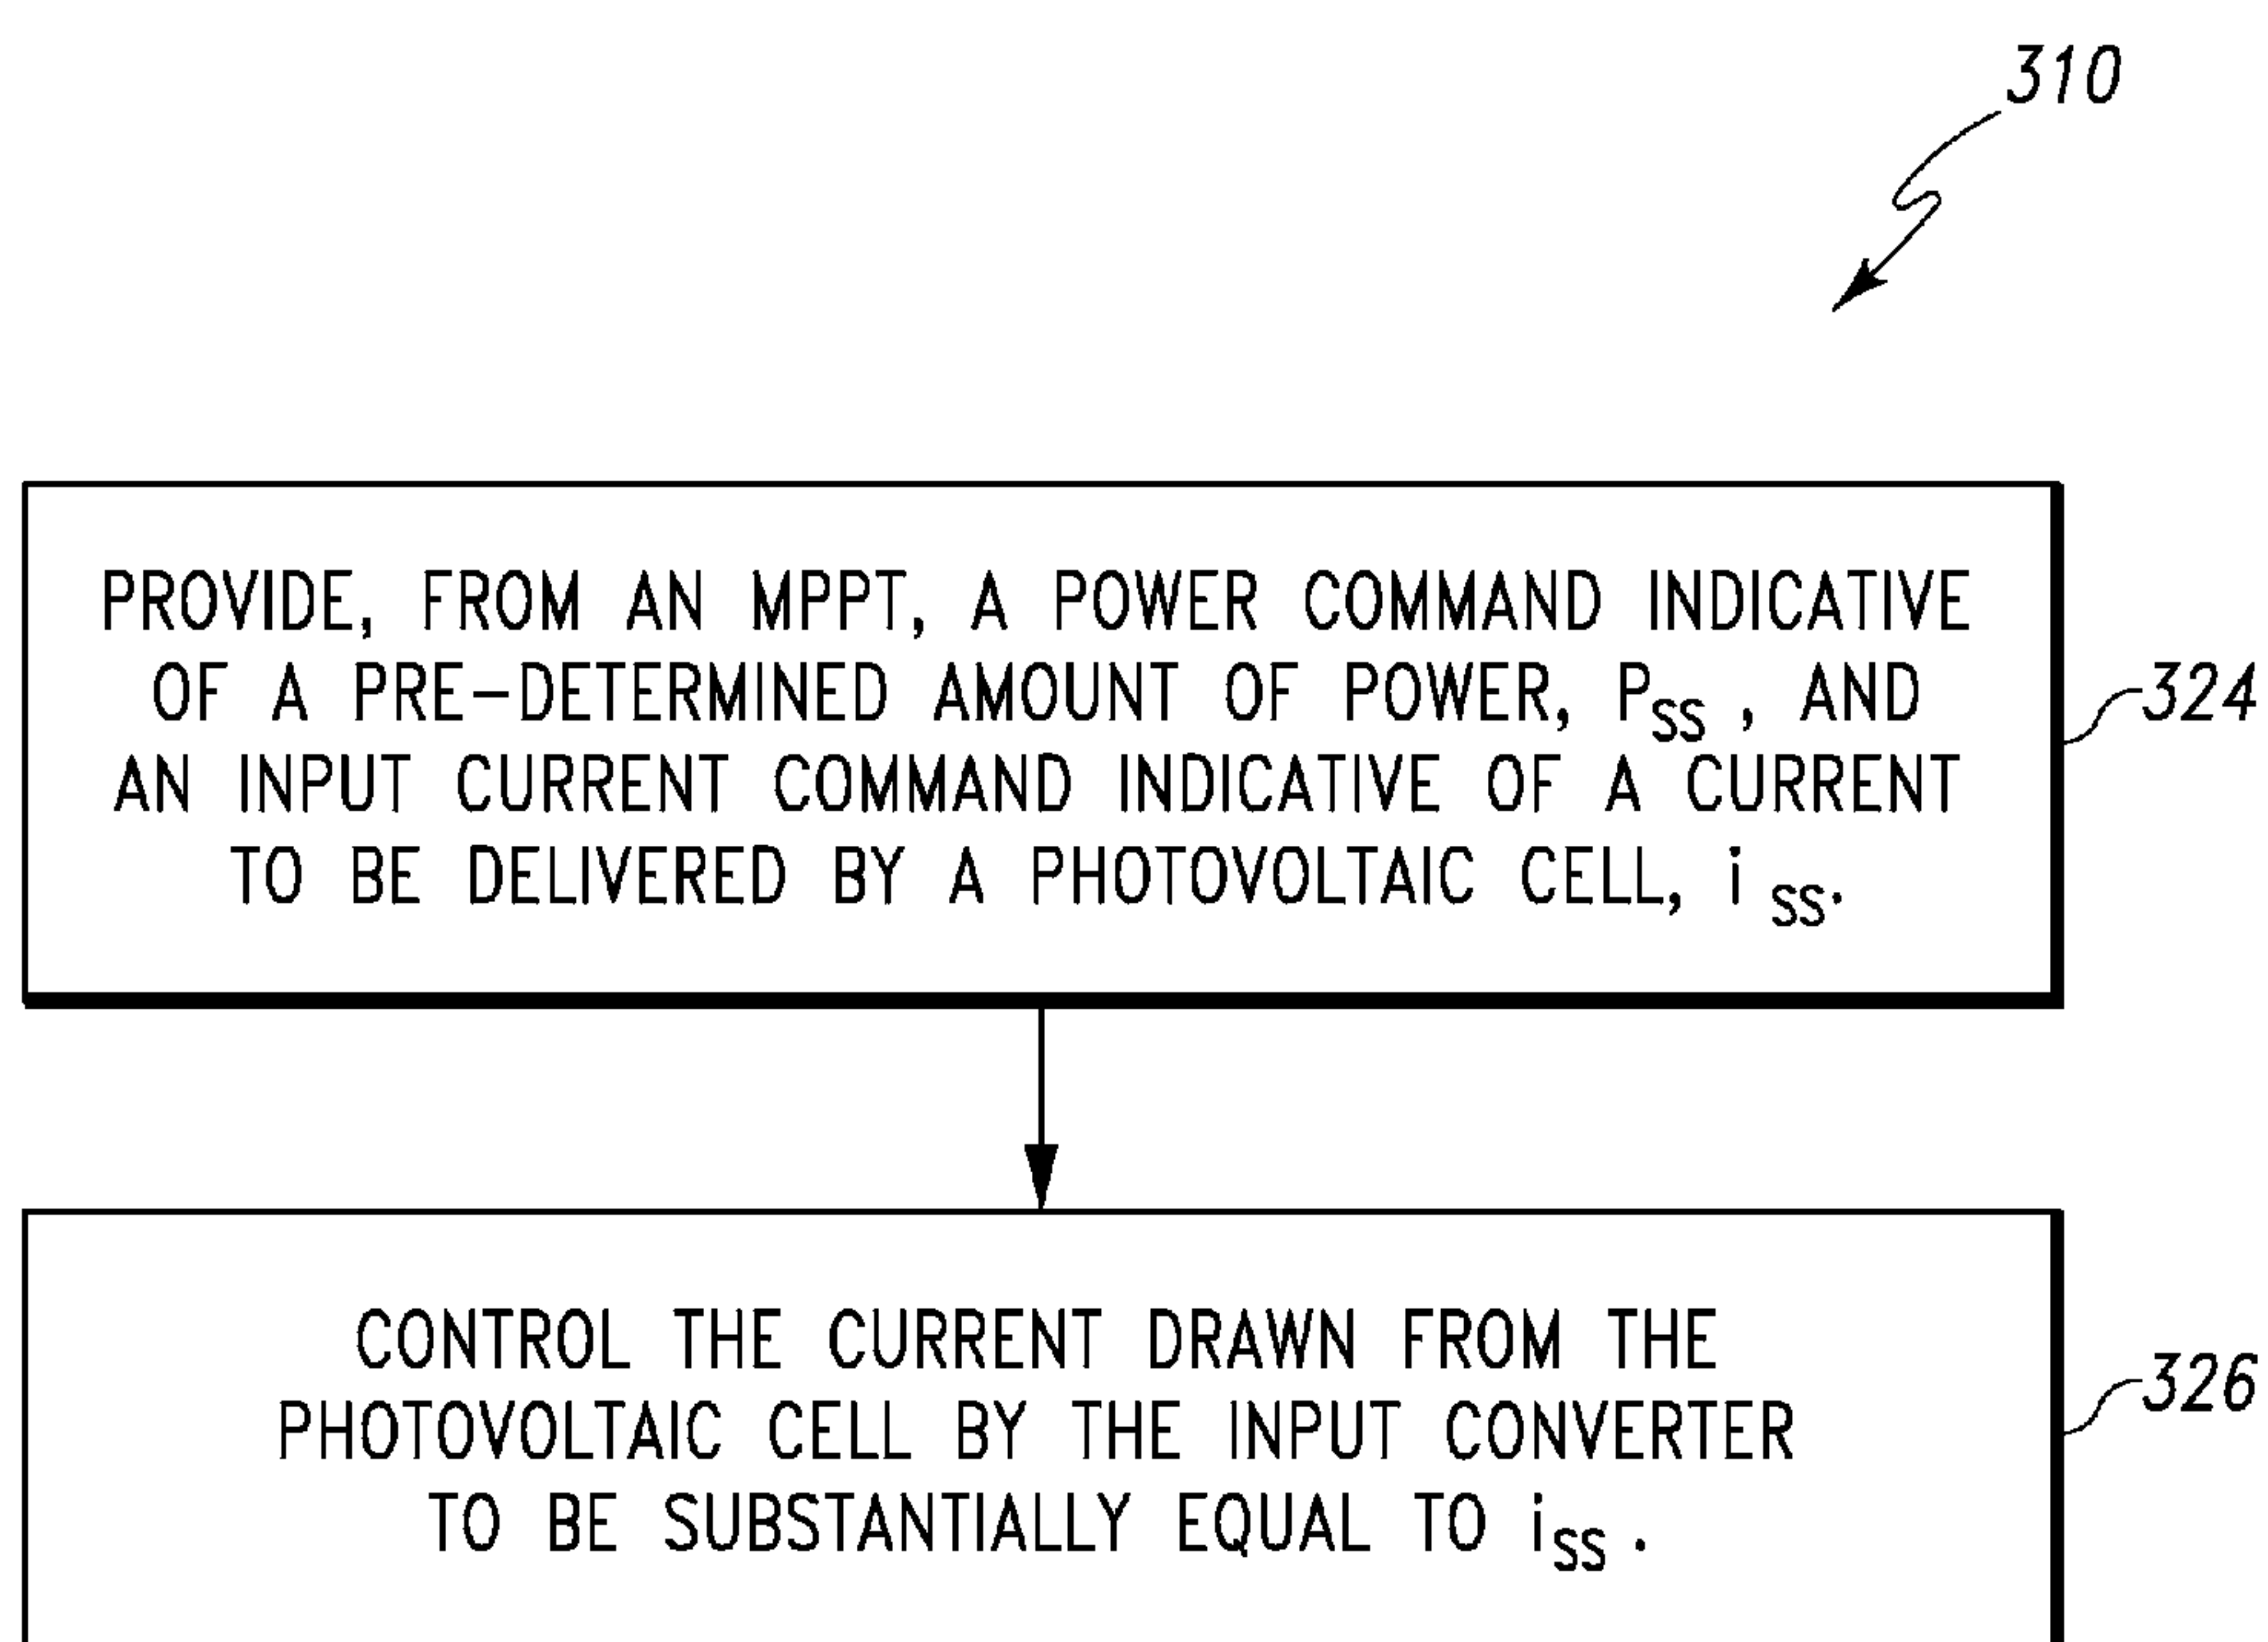 310
PROVIDE, FROM AN MPPT, A POWER COMMAND INDICATIVE
OF A PRE-DETERMINED AMOUNT OF POWER, PSS , AND
324
AN INPUT CURRENT COMMAND INDICATIVE OF A CURRENT
TO BE DELIVERED BY A PHOTOVOLTAIC CELL, i SS.
CONTROL THE CURRENT DRAWN FROM THE
326
PHOTOVOLTAIC CELL BY THE INPUT CONVERTER
TO BE SUBSTANTIALLY EQUAL TO iSS .